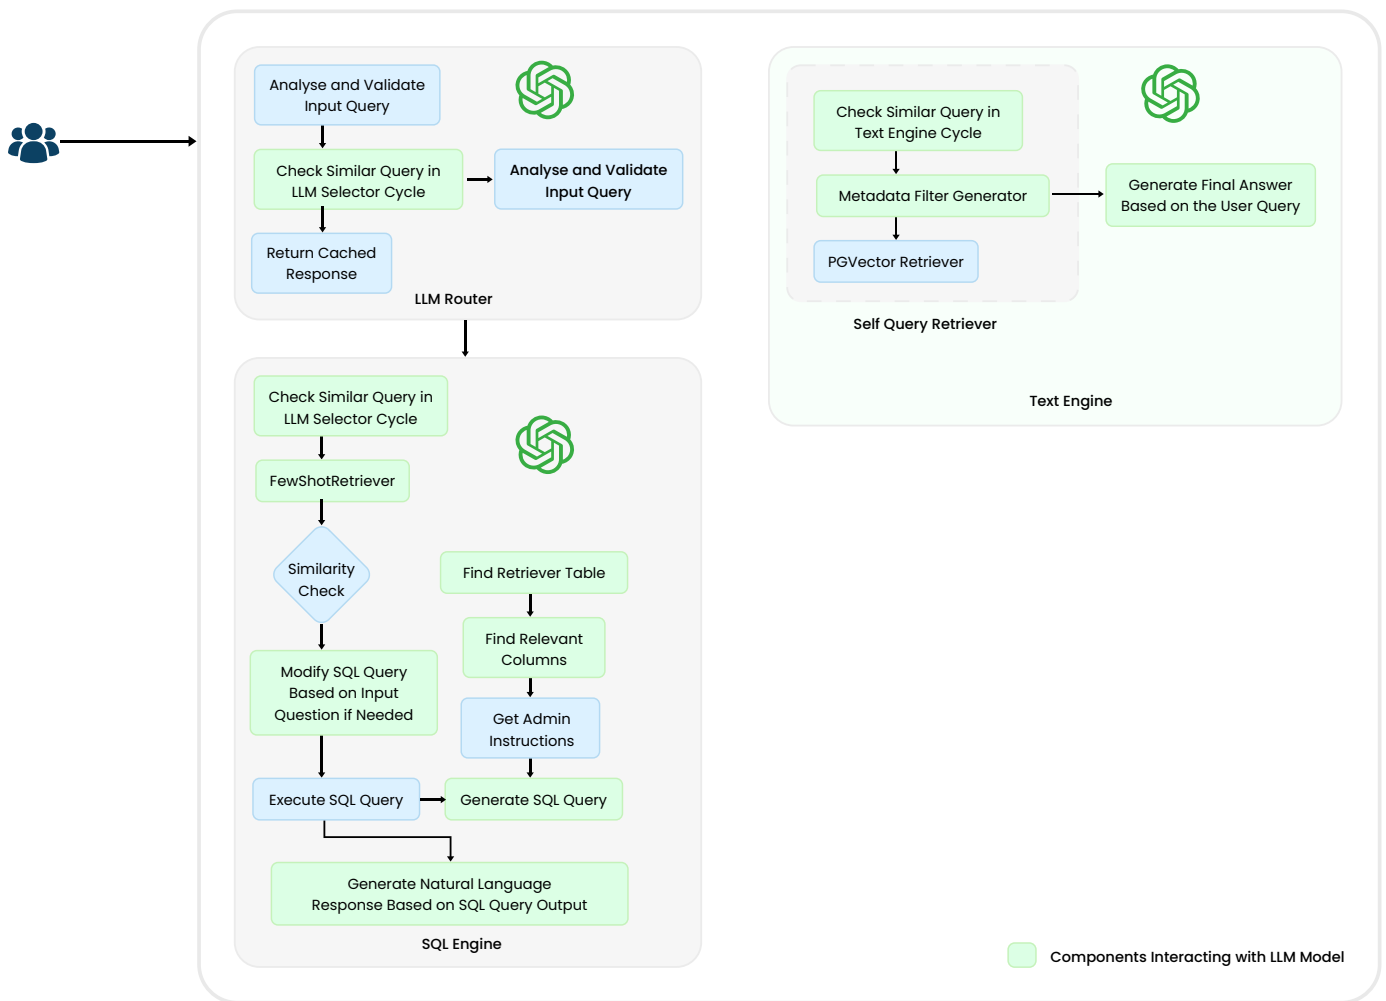 Analyse and Validate
Input Query
Check Similar Query in
LLM Selector Cycle
Analyse and Validate
Input Query
Return Cached
Response
LLM Router
Check Similar Query in
LLM Selector Cycle
FewShotRetriever
Similarity
Check
Modify SQL Query
Based on Input
Question if Needed
Execute SQL Query
Find Retriever Table
Find Relevant
Columns
Get Admin
Instructions
Generate SQL Query
Generate Natural Language
Response Based on SQL Query Output
SQL Engine
Check Similar Query in
Text Engine Cycle
Metadata Filter Generator
PGVector Retriever
Self Query Retriever
Generate Final Answer
Based on the User Query
Text Engine
Components Interacting with LLM Model